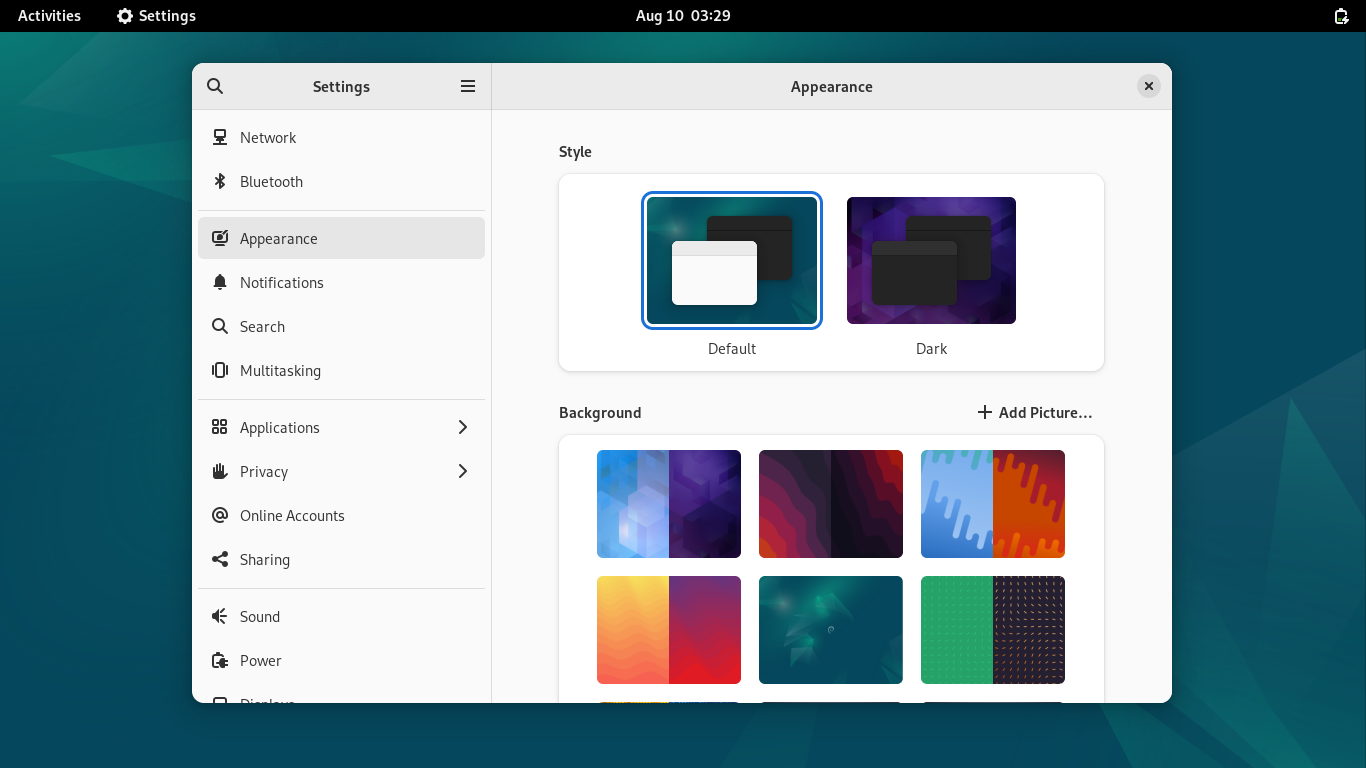 Activities
Settings
Aug 10 03:29
Settings
Appearance
Network
Bluetooth
Appearance
Notifications
Search
Multitasking
Applications
Privacy
Online Accounts
Sharing
Sound
Power
Displays
Style
Default
Dark
Background
Add Picture…